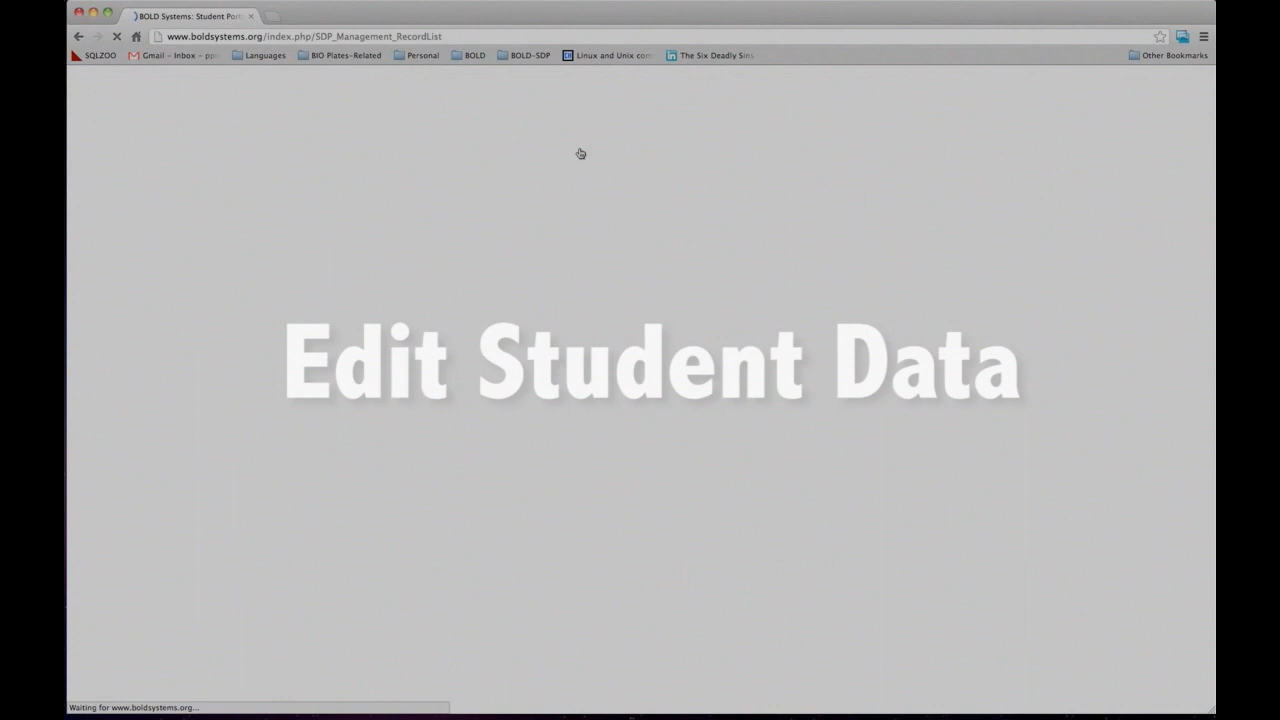 BOLD Systems: Student Port
www.boldsystems.org/index.php/SDP_Management_RecordList
SQLZOO Gmail - Inbox - ppi Languages BIO Plates-Related Personal BOLD BOLD-SDP Linux and Unix com The Six Deadly Sins Other Bookmarks
Edit Student Data
Waiting for www.boldsystems.org...